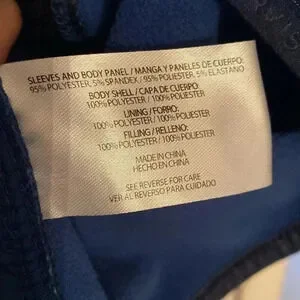 SLEEVES AND BODY PANEL / MANGA Y PANELES DE CUERPO:
95% POLYESTER, 5% SPANDEX / 95% POLIESTER, 5% ELASTANO
BODY SHELL / CAPA DE CUERPO:
100% POLYESTER / 100% POLIESTER
LINING / FORRO:
100% POLYESTER / 100% POLIESTER
FILLING / RELLENO:
100% POLYESTER / 100% POLIESTER
MADE IN CHINA
HECHO EN CHINA
SEE REVERSE FOR CARE
VER AL REVERSO PARA CUIDADO